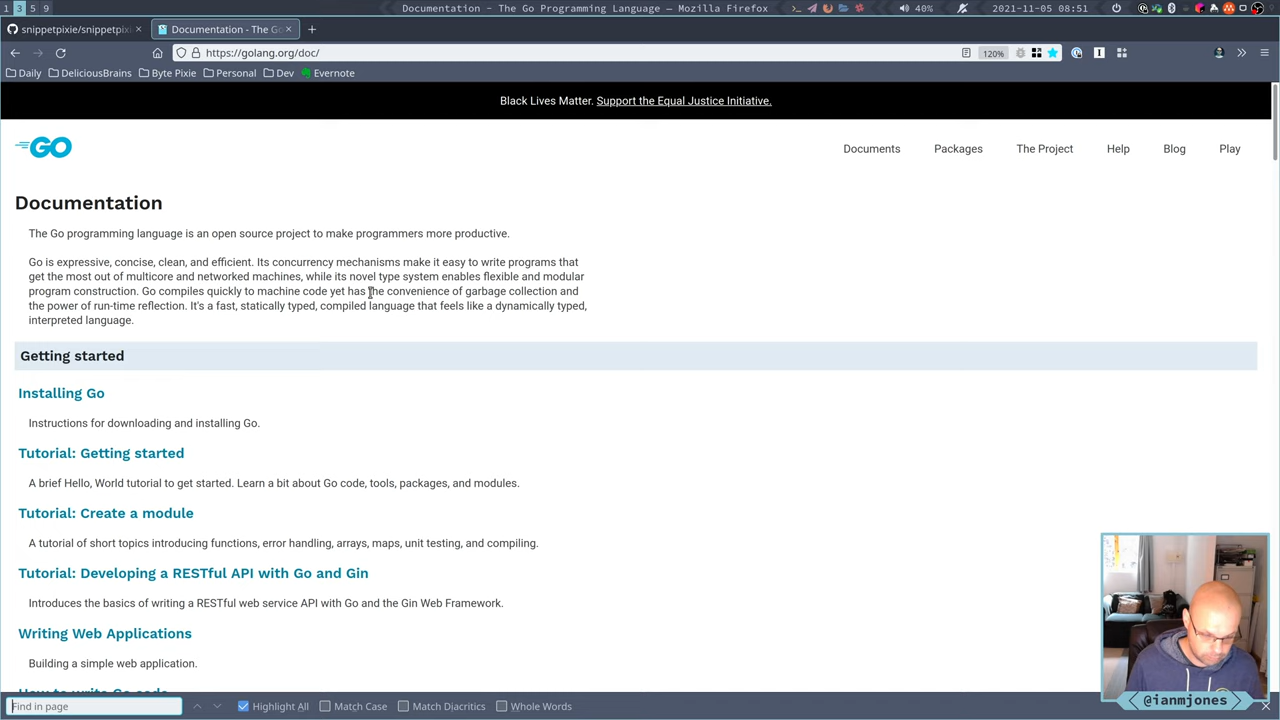 1 3 5 9
Documentation - The Go Programming Language — Mozilla Firefox
40%
2021-11-05 08:51
snippetpixie/snippetpixi
Documentation - The Go
https://golang.org/doc/
120%
Daily
DeliciousBrains
Byte Pixie
Personal
Dev
Evernote
Black Lives Matter. Support the Equal Justice Initiative.
GO
Documents
Packages
The Project
Help
Blog
Play
Documentation
The Go programming language is an open source project to make programmers more productive.
Go is expressive, concise, clean, and efficient. Its concurrency mechanisms make it easy to write programs that
get the most out of multicore and networked machines, while its novel type system enables flexible and modular
program construction. Go compiles quickly to machine code yet has the convenience of garbage collection and
the power of run-time reflection. It's a fast, statically typed, compiled language that feels like a dynamically typed,
interpreted language.
Getting started
Installing Go
Instructions for downloading and installing Go.
Tutorial: Getting started
A brief Hello, World tutorial to get started. Learn a bit about Go code, tools, packages, and modules.
Tutorial: Create a module
A tutorial of short topics introducing functions, error handling, arrays, maps, unit testing, and compiling.
Tutorial: Developing a RESTful API with Go and Gin
Introduces the basics of writing a RESTful web service API with Go and the Gin Web Framework.
Writing Web Applications
Building a simple web application.
How to write Go code
Find in page
Highlight All
Match Case
Match Diacritics
Whole Words
@ianmjones